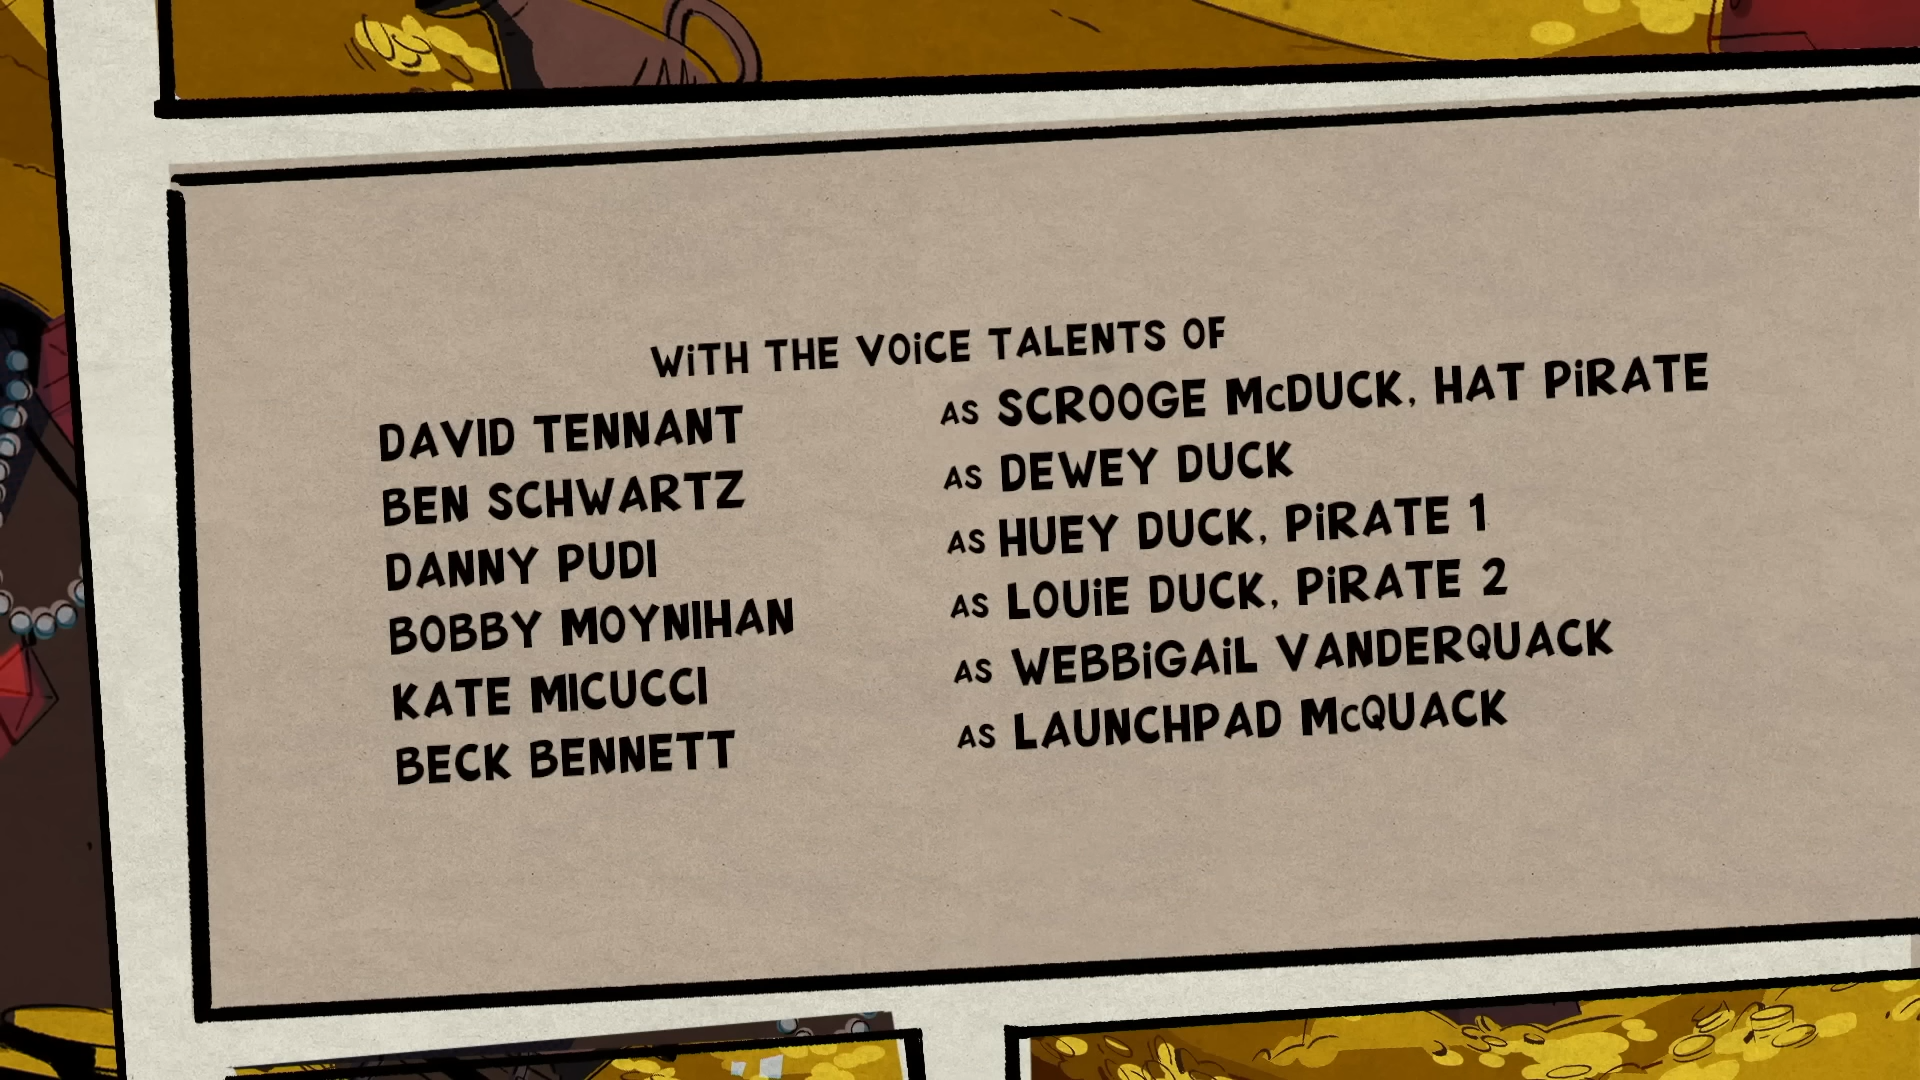 WiTH THE VOiCE TALENTS OF
DAVID TENNANT AS SCROOGE McDUCK, HAT PiRATE
BEN SCHWARTZ AS DEWEY DUCK
DANNY PUDI AS HUEY DUCK, PiRATE 1
BOBBY MOYNIHAN AS LOUiE DUCK, PiRATE 2
KATE MICUCCI AS WEBBiGAiL VANDERQUACK
BECK BENNETT AS LAUNCHPAD McQUACK